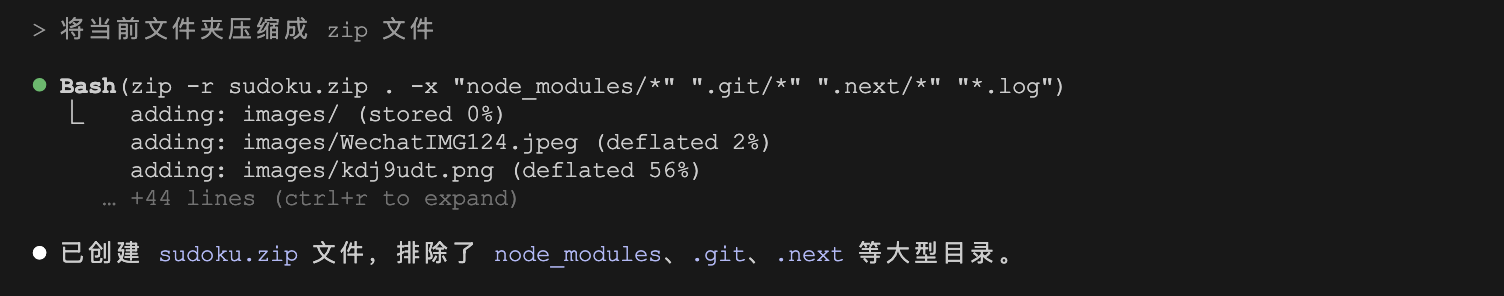 > 将当前文件夹压缩成 zip 文件
● Bash(zip -r sudoku.zip . -x "node_modules/*" ".git/*" ".next/*" "*.log")
⎿ adding: images/ (stored 0%)
adding: images/WechatIMG124.jpeg (deflated 2%)
adding: images/kdj9udt.png (deflated 56%)
… +44 lines (ctrl+r to expand)
● 已创建 sudoku.zip 文件，排除了 node_modules、.git、.next 等大型目录。